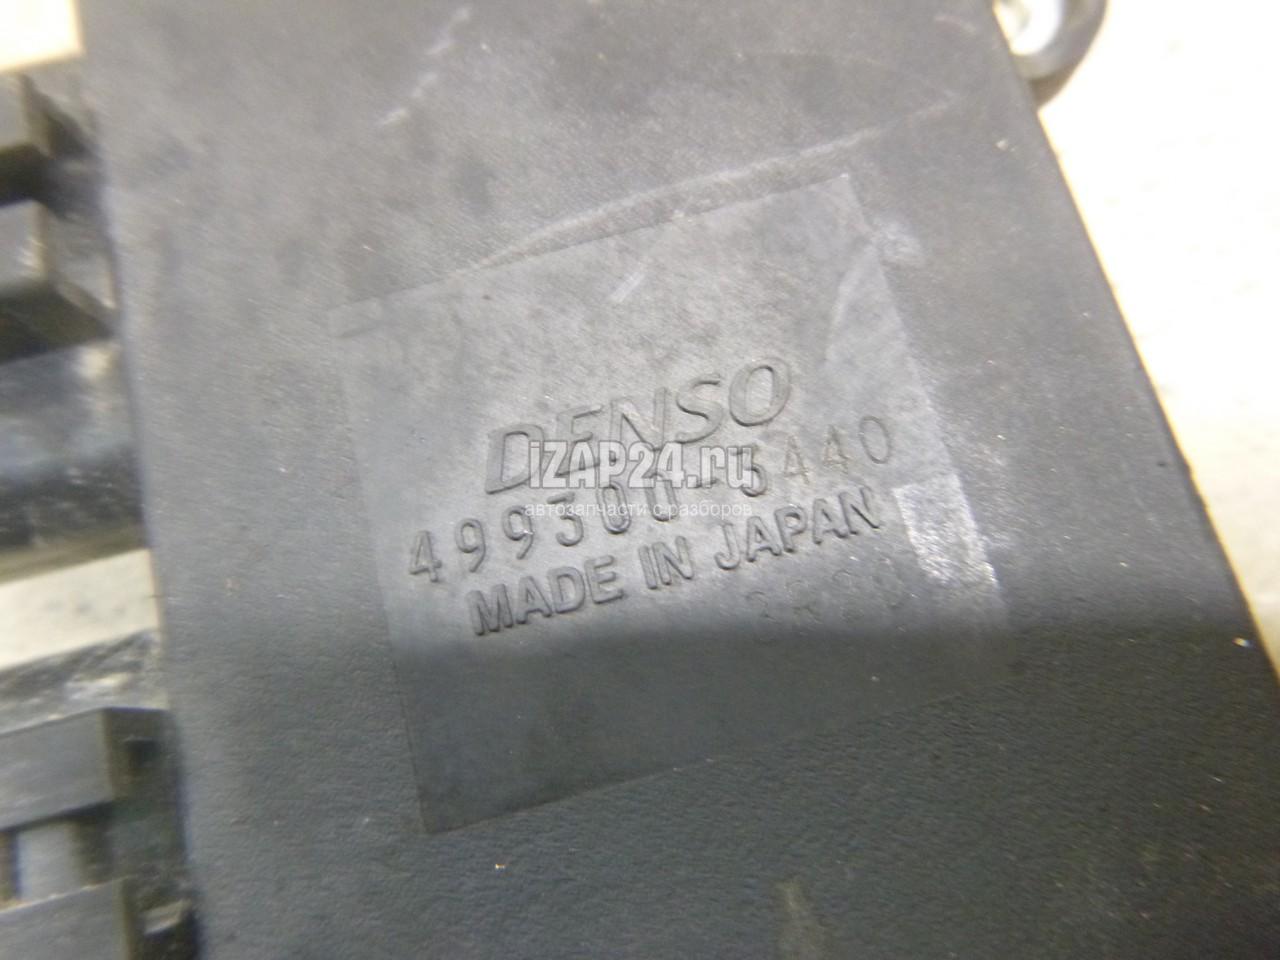 DENSO
iZAP24.ru
499300-3440
автозапчасти с разборов
MADE IN JAPAN